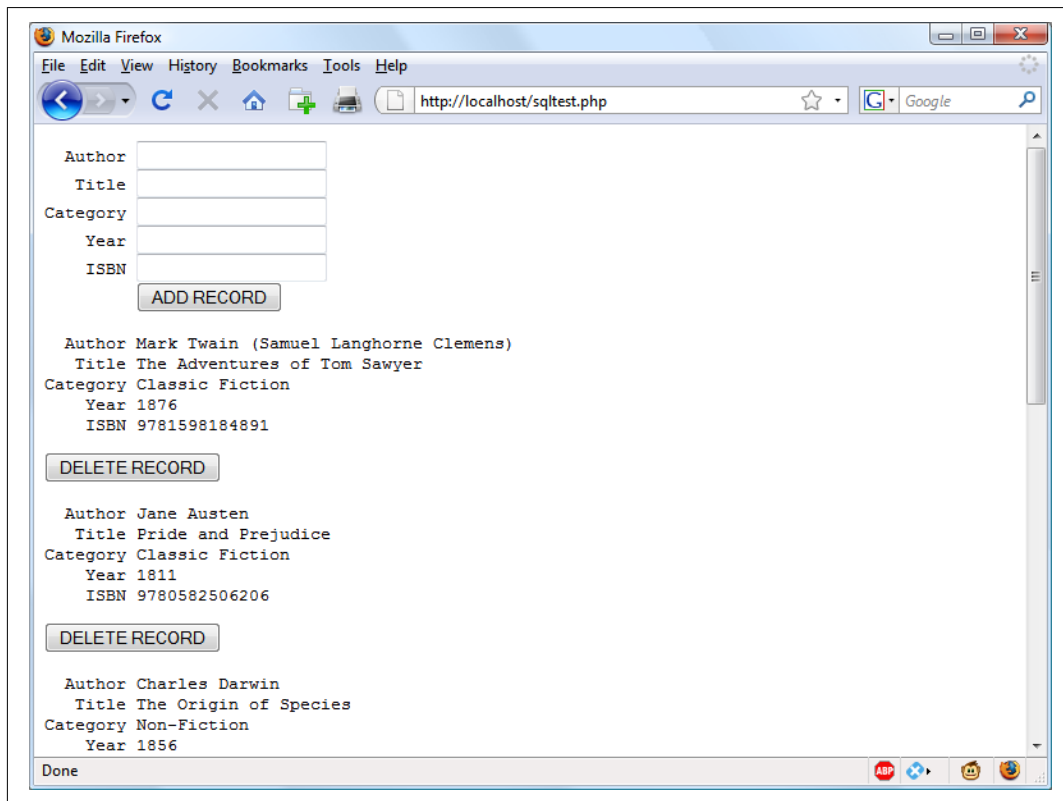 Mozilla Firefox
File Edit View History Bookmarks Tools Help
http://localhost/sqltest.php
G Google
Author
Title
Category
Year
ISBN
ADD RECORD
Author Mark Twain (Samuel Langhorne Clemens)
Title The Adventures of Tom Sawyer
Category Classic Fiction
Year 1876
ISBN 9781598184891
DELETE RECORD
Author Jane Austen
Title Pride and Prejudice
Category Classic Fiction
Year 1811
ISBN 9780582506206
DELETE RECORD
Author Charles Darwin
Title The Origin of Species
Category Non-Fiction
Year 1856
Done
ABP